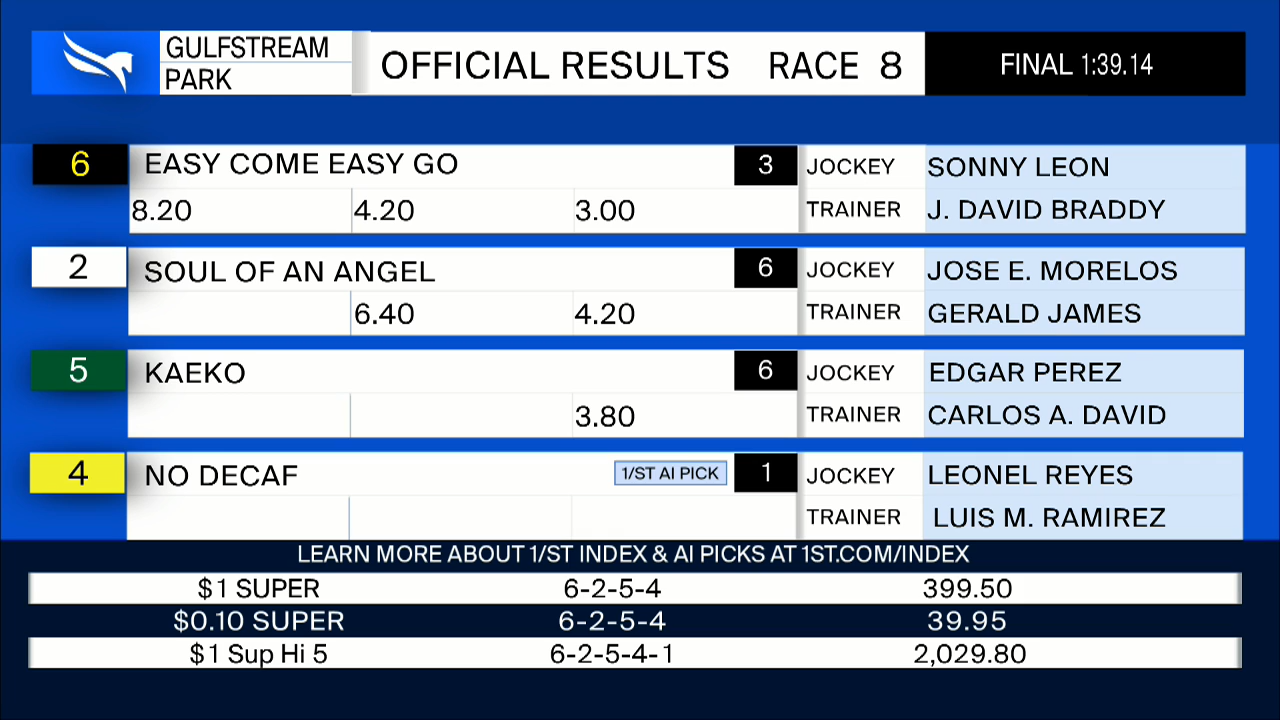 GULFSTREAM
PARK
OFFICIAL RESULTS RACE 8
FINAL 1:39.14
6 EASY COME EASY GO 3 JOCKEY SONNY LEON
8.20 4.20 3.00 TRAINER J. DAVID BRADDY
2 SOUL OF AN ANGEL 6 JOCKEY JOSE E. MORELOS
6.40 4.20 TRAINER GERALD JAMES
5 KAEKO 6 JOCKEY EDGAR PEREZ
3.80 TRAINER CARLOS A. DAVID
4 NO DECAF 1/ST AI PICK 1 JOCKEY LEONEL REYES
TRAINER LUIS M. RAMIREZ
LEARN MORE ABOUT 1/ST INDEX & AI PICKS AT 1ST.COM/INDEX
$1 SUPER 6-2-5-4 399.50
$0.10 SUPER 6-2-5-4 39.95
$1 Sup Hi 5 6-2-5-4-1 2,029.80